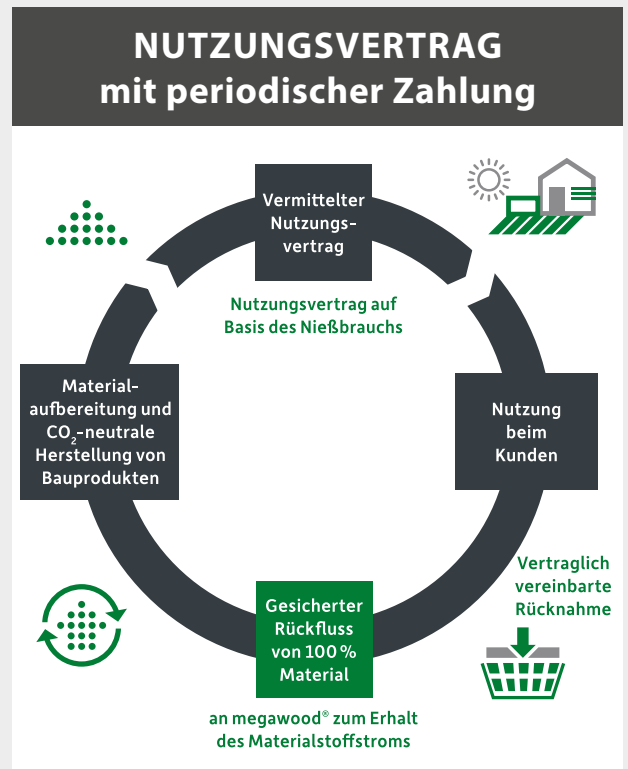 NUTZUNGSVERTRAG
mit periodischer Zahlung
Vermittelter
Nutzungs-
vertrag
Nutzungsvertrag auf
Basis des Nießbrauchs
Material-
aufbereitung und
CO₂-neutrale
Herstellung von
Bauprodukten
Nutzung
beim
Kunden
Vertraglich
vereinbarte
Rücknahme
Gesicherter
Rückfluss
von 100 %
Material
an megawood® zum Erhalt
des Materialstoffstroms